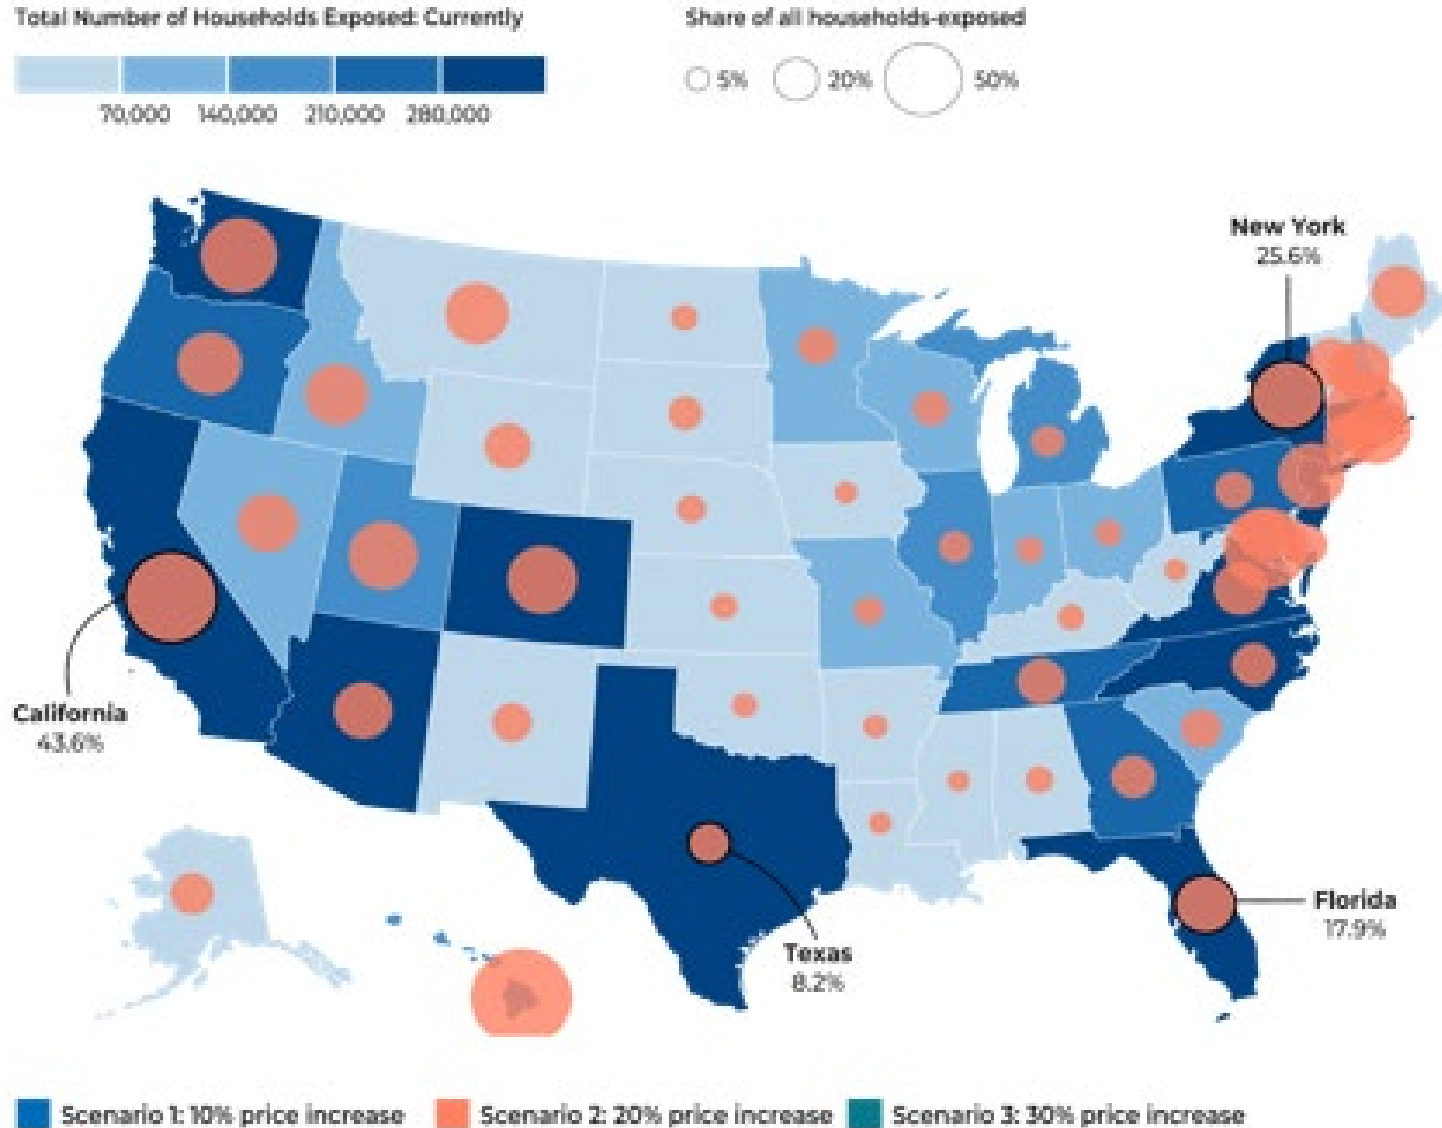 Total Number of Households Exposed: Currently
70,000 140,000 210,000 280,000
Share of all households-exposed
5% 20% 50%
New York
25.6%
California
43.6%
Texas
8.2%
Florida
17.9%
Scenario 1: 10% price increase
Scenario 2: 20% price increase
Scenario 3: 30% price increase